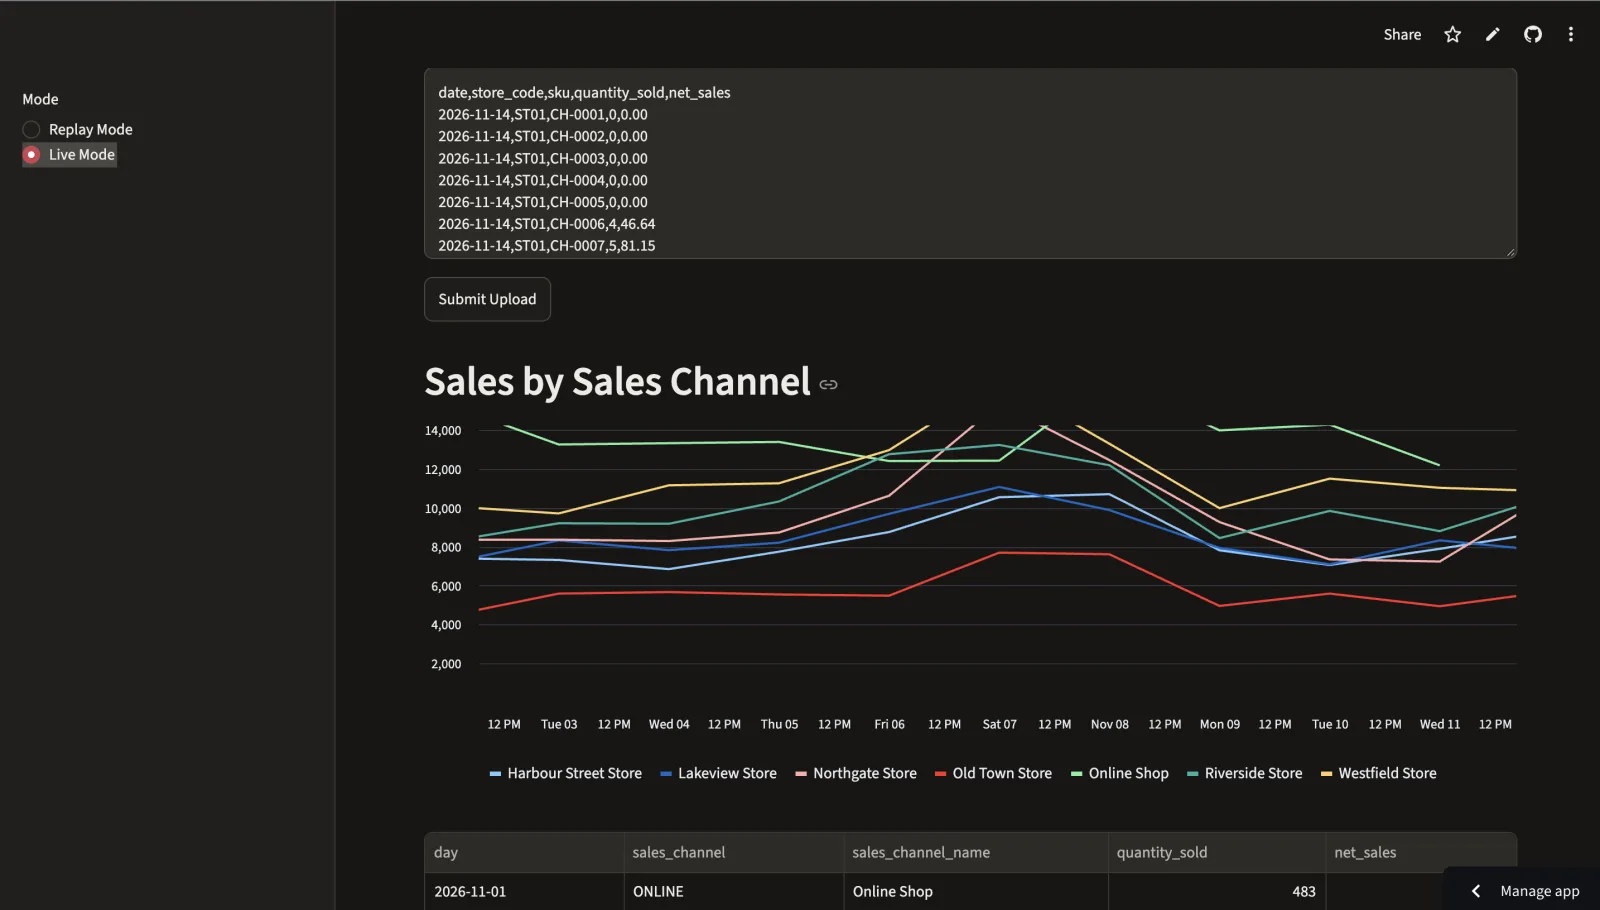 Share
Mode
Replay Mode
Live Mode
date,store_code,sku,quantity_sold,net_sales
2026-11-14,ST01,CH-0001,0,0.00
2026-11-14,ST01,CH-0002,0,0.00
2026-11-14,ST01,CH-0003,0,0.00
2026-11-14,ST01,CH-0004,0,0.00
2026-11-14,ST01,CH-0005,0,0.00
2026-11-14,ST01,CH-0006,4,46.64
2026-11-14,ST01,CH-0007,5,81.15
Submit Upload
Sales by Sales Channel
14,000
12,000
10,000
8,000
6,000
4,000
2,000
12 PM Tue 03 12 PM Wed 04 12 PM Thu 05 12 PM Fri 06 12 PM Sat 07 12 PM Nov 08 12 PM Mon 09 12 PM Tue 10 12 PM Wed 11 12 PM
Harbour Street Store Lakeview Store Northgate Store Old Town Store Online Shop Riverside Store Westfield Store
day sales_channel sales_channel_name quantity_sold net_sales
2026-11-01 ONLINE Online Shop 483
Manage app